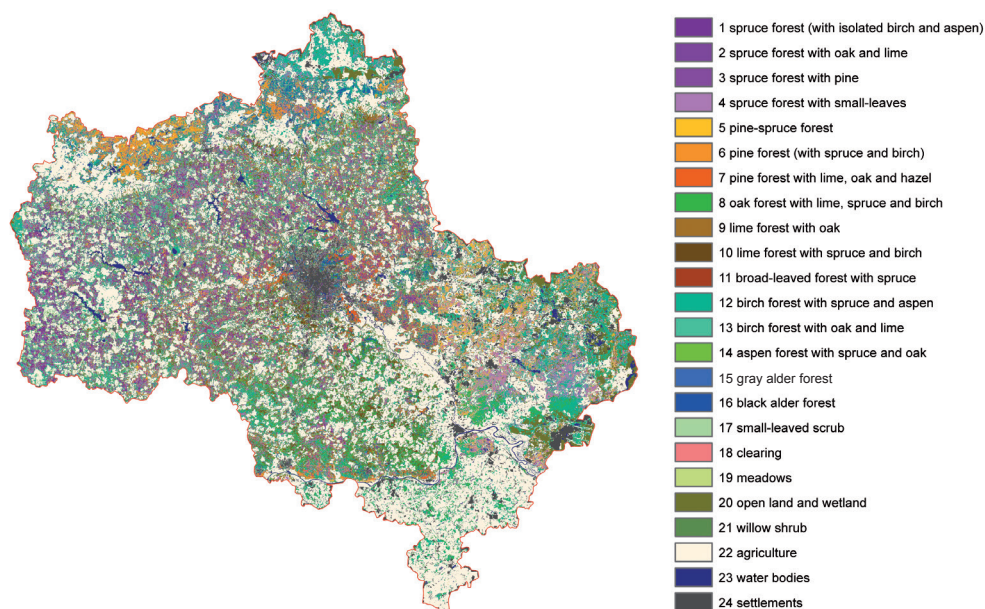 1 spruce forest (with isolated birch and aspen)
2 spruce forest with oak and lime
3 spruce forest with pine
4 spruce forest with small-leaves
5 pine-spruce forest
6 pine forest (with spruce and birch)
7 pine forest with lime, oak and hazel
8 oak forest with lime, spruce and birch
9 lime forest with oak
10 lime forest with spruce and birch
11 broad-leaved forest with spruce
12 birch forest with spruce and aspen
13 birch forest with oak and lime
14 aspen forest with spruce and oak
15 gray alder forest
16 black alder forest
17 small-leaved scrub
18 clearing
19 meadows
20 open land and wetland
21 willow shrub
22 agriculture
23 water bodies
24 settlements